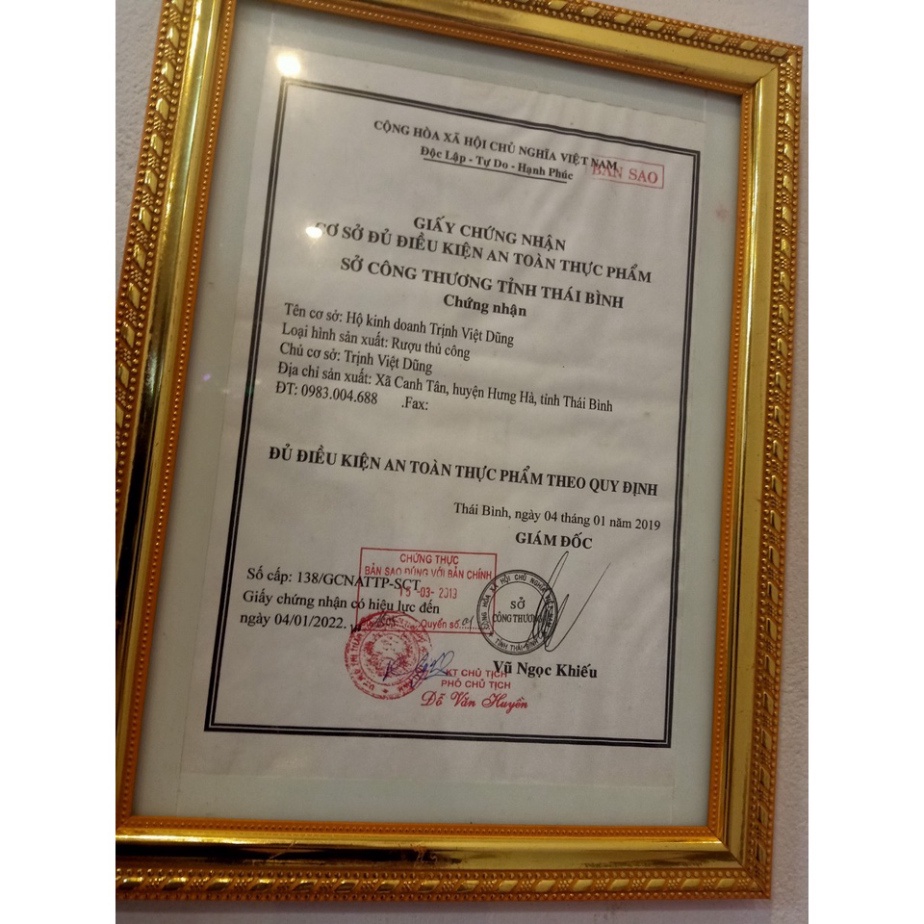 CỘNG HÒA XÃ HỘI CHỦ NGHĨA VIỆT NAM
Độc Lập - Tự Do - Hạnh Phúc
BẢN SAO
GIẤY CHỨNG NHẬN
CƠ SỞ ĐỦ ĐIỀU KIỆN AN TOÀN THỰC PHẨM
SỞ CÔNG THƯƠNG TỈNH THÁI BÌNH
Chứng nhận
Tên cơ sở: Hộ kinh doanh Trịnh Việt Dũng
Loại hình sản xuất: Rượu thủ công
Chủ cơ sở: Trịnh Việt Dũng
Địa chỉ sản xuất: Xã Canh Tân, huyện Hưng Hà, tỉnh Thái Bình
ĐT: 0983.004.688 .Fax:
ĐỦ ĐIỀU KIỆN AN TOÀN THỰC PHẨM THEO QUY ĐỊNH
Thái Bình, ngày 04 tháng 01 năm 2019
GIÁM ĐỐC
Số cấp: 138/GCNATTP-SCT
Giấy chứng nhận có hiệu lực đến
ngày 04/01/2022.
CHỨNG THỰC
BẢN SAO ĐÚNG VỚI BẢN CHÍNH
Quyển số: 01
SỞ
CÔNG THƯƠNG
TỈNH THÁI BÌNH
Vũ Ngọc Khiếu
KT CHỦ TỊCH
PHÓ CHỦ TỊCH
Đỗ Văn Huyên